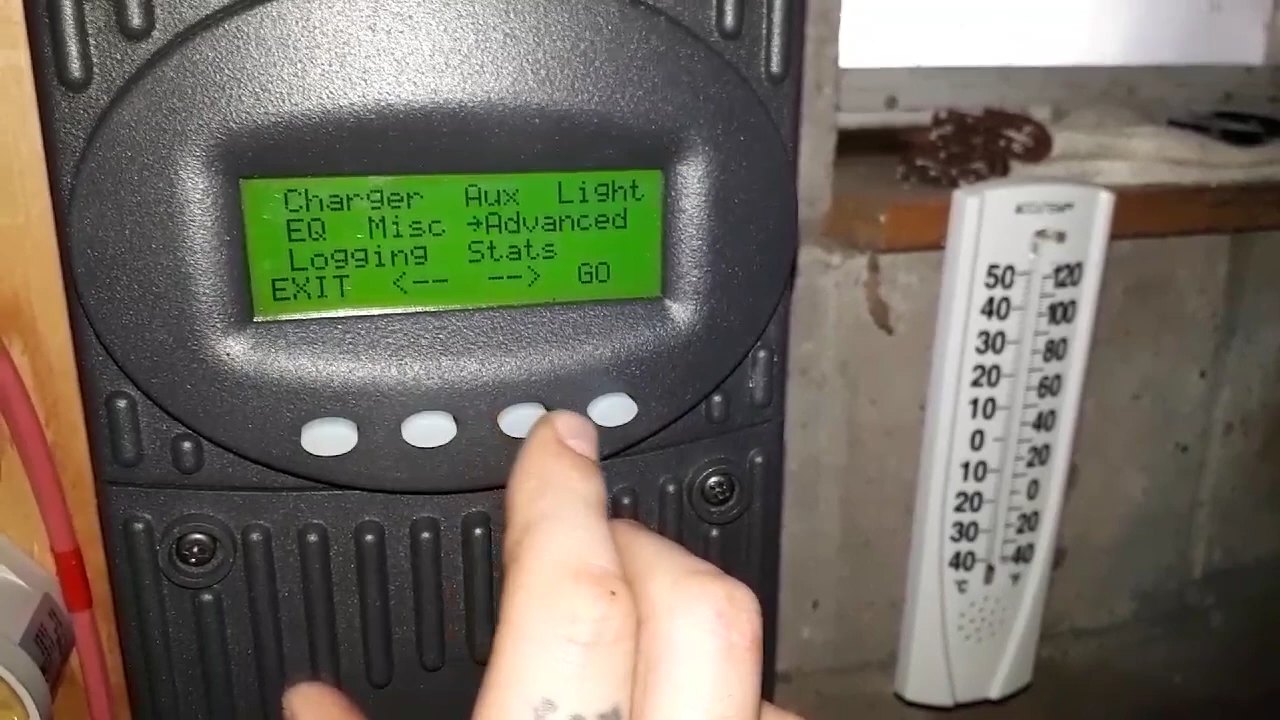 Charger Aux Light
EQ Misc →Advanced
Logging Stats
EXIT <-- --> GO
50 120
40 100
30 80
20 60
10 40
0 20
10 0
20 20
30 40
40
°C °F